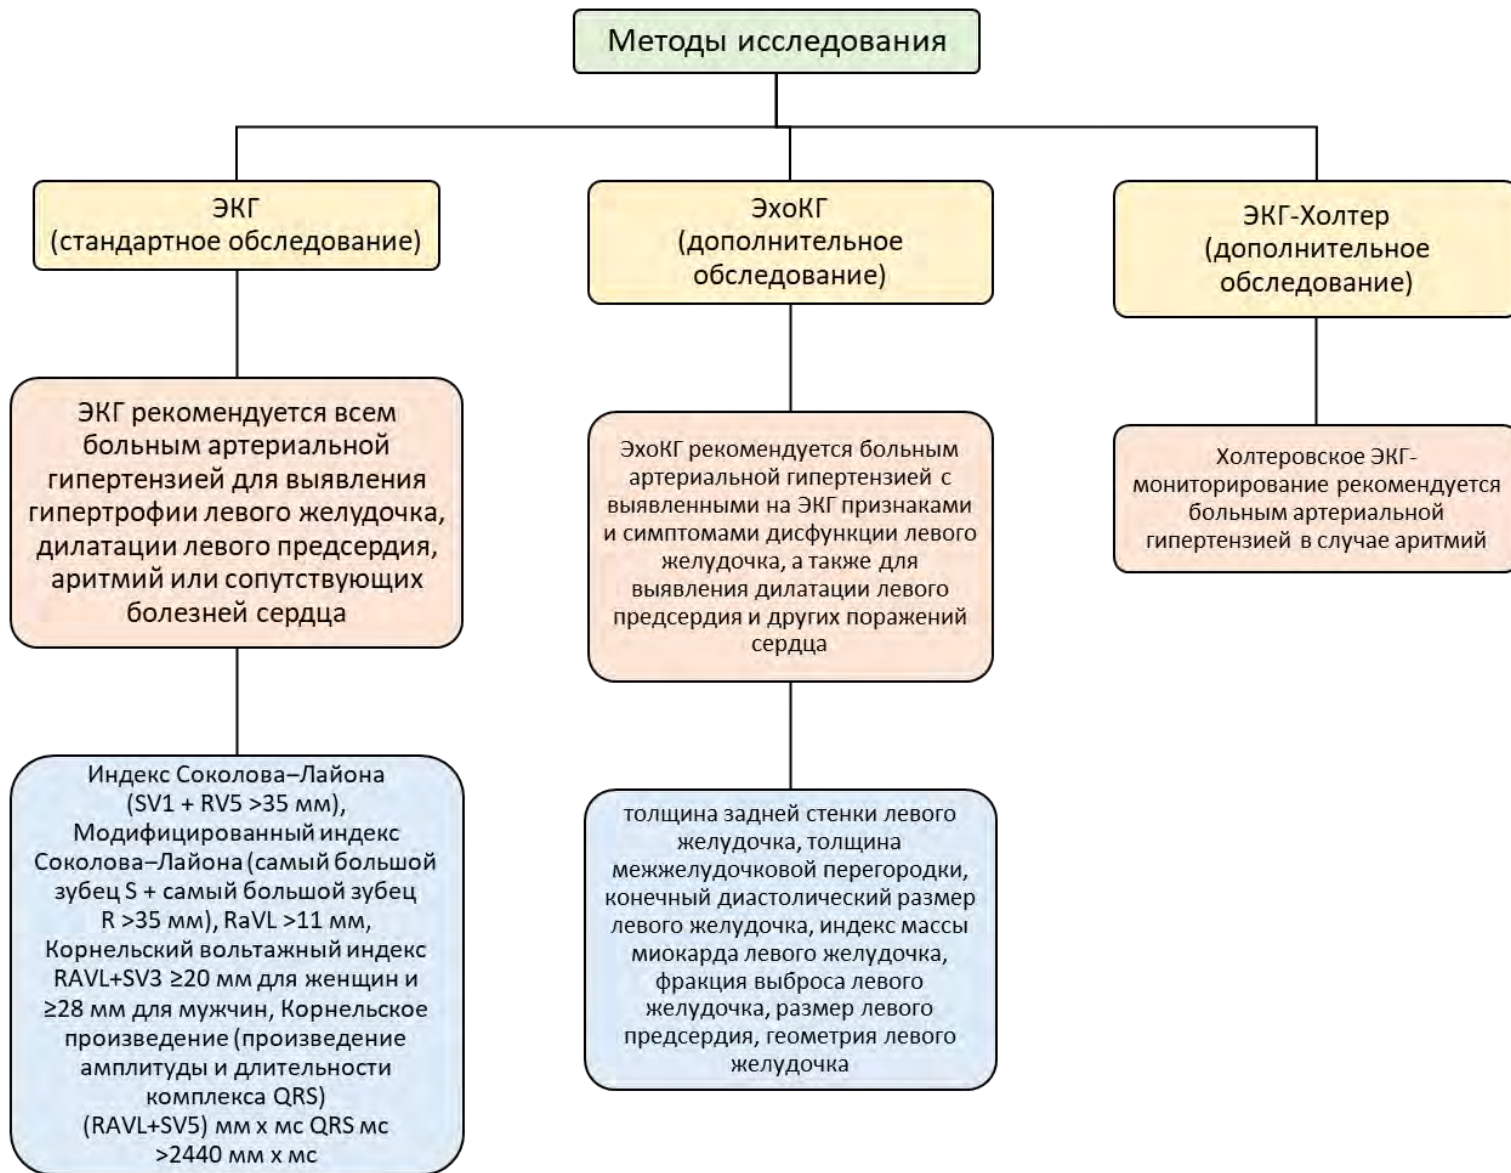 Методы исследования
ЭКГ
(стандартное обследование)
ЭКГ рекомендуется всем
больным артериальной
гипертензией для выявления
гипертрофии левого желудочка,
дилатации левого предсердия,
аритмий или сопутствующих
болезней сердца
Индекс Соколова–Лайона
(SV1 + RV5 >35 мм),
Модифицированный индекс
Соколова–Лайона (самый большой
зубец S + самый большой зубец
R >35 мм), RaVL >11 мм,
Корнельский вольтажный индекс
RAVL+SV3 ≥20 мм для женщин и
≥28 мм для мужчин, Корнельское
произведение (произведение
амплитуды и длительности
комплекса QRS)
(RAVL+SV5) мм х мс QRS мс
>2440 мм х мс
ЭхоКГ
(дополнительное
обследование)
ЭхоКГ рекомендуется больным
артериальной гипертензией с
выявленными на ЭКГ признаками
и симптомами дисфункции левого
желудочка, а также для
выявления дилатации левого
предсердия и других поражений
сердца
толщина задней стенки левого
желудочка, толщина
межжелудочковой перегородки,
конечный диастолический размер
левого желудочка, индекс массы
миокарда левого желудочка,
фракция выброса левого
желудочка, размер левого
предсердия, геометрия левого
желудочка
ЭКГ-Холтер
(дополнительное
обследование)
Холтеровское ЭКГ-
мониторирование рекомендуется
больным артериальной
гипертензией в случае аритмий